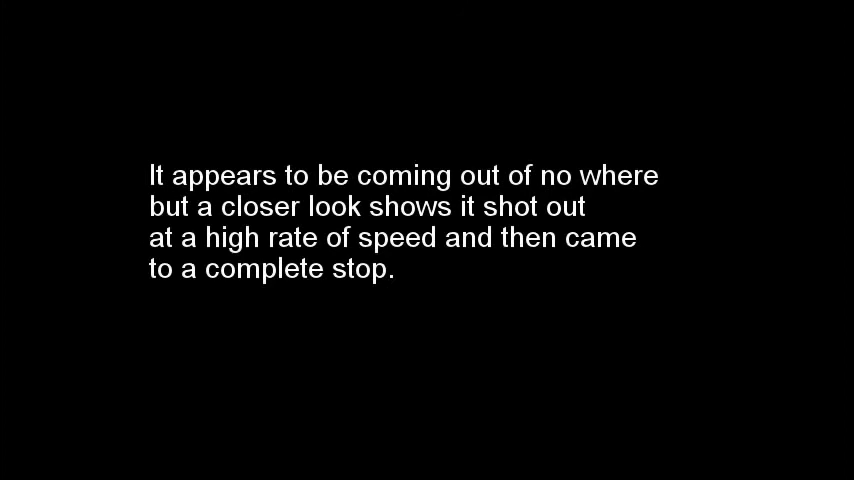 It appears to be coming out of no where
but a closer look shows it shot out
at a high rate of speed and then came
to a complete stop.